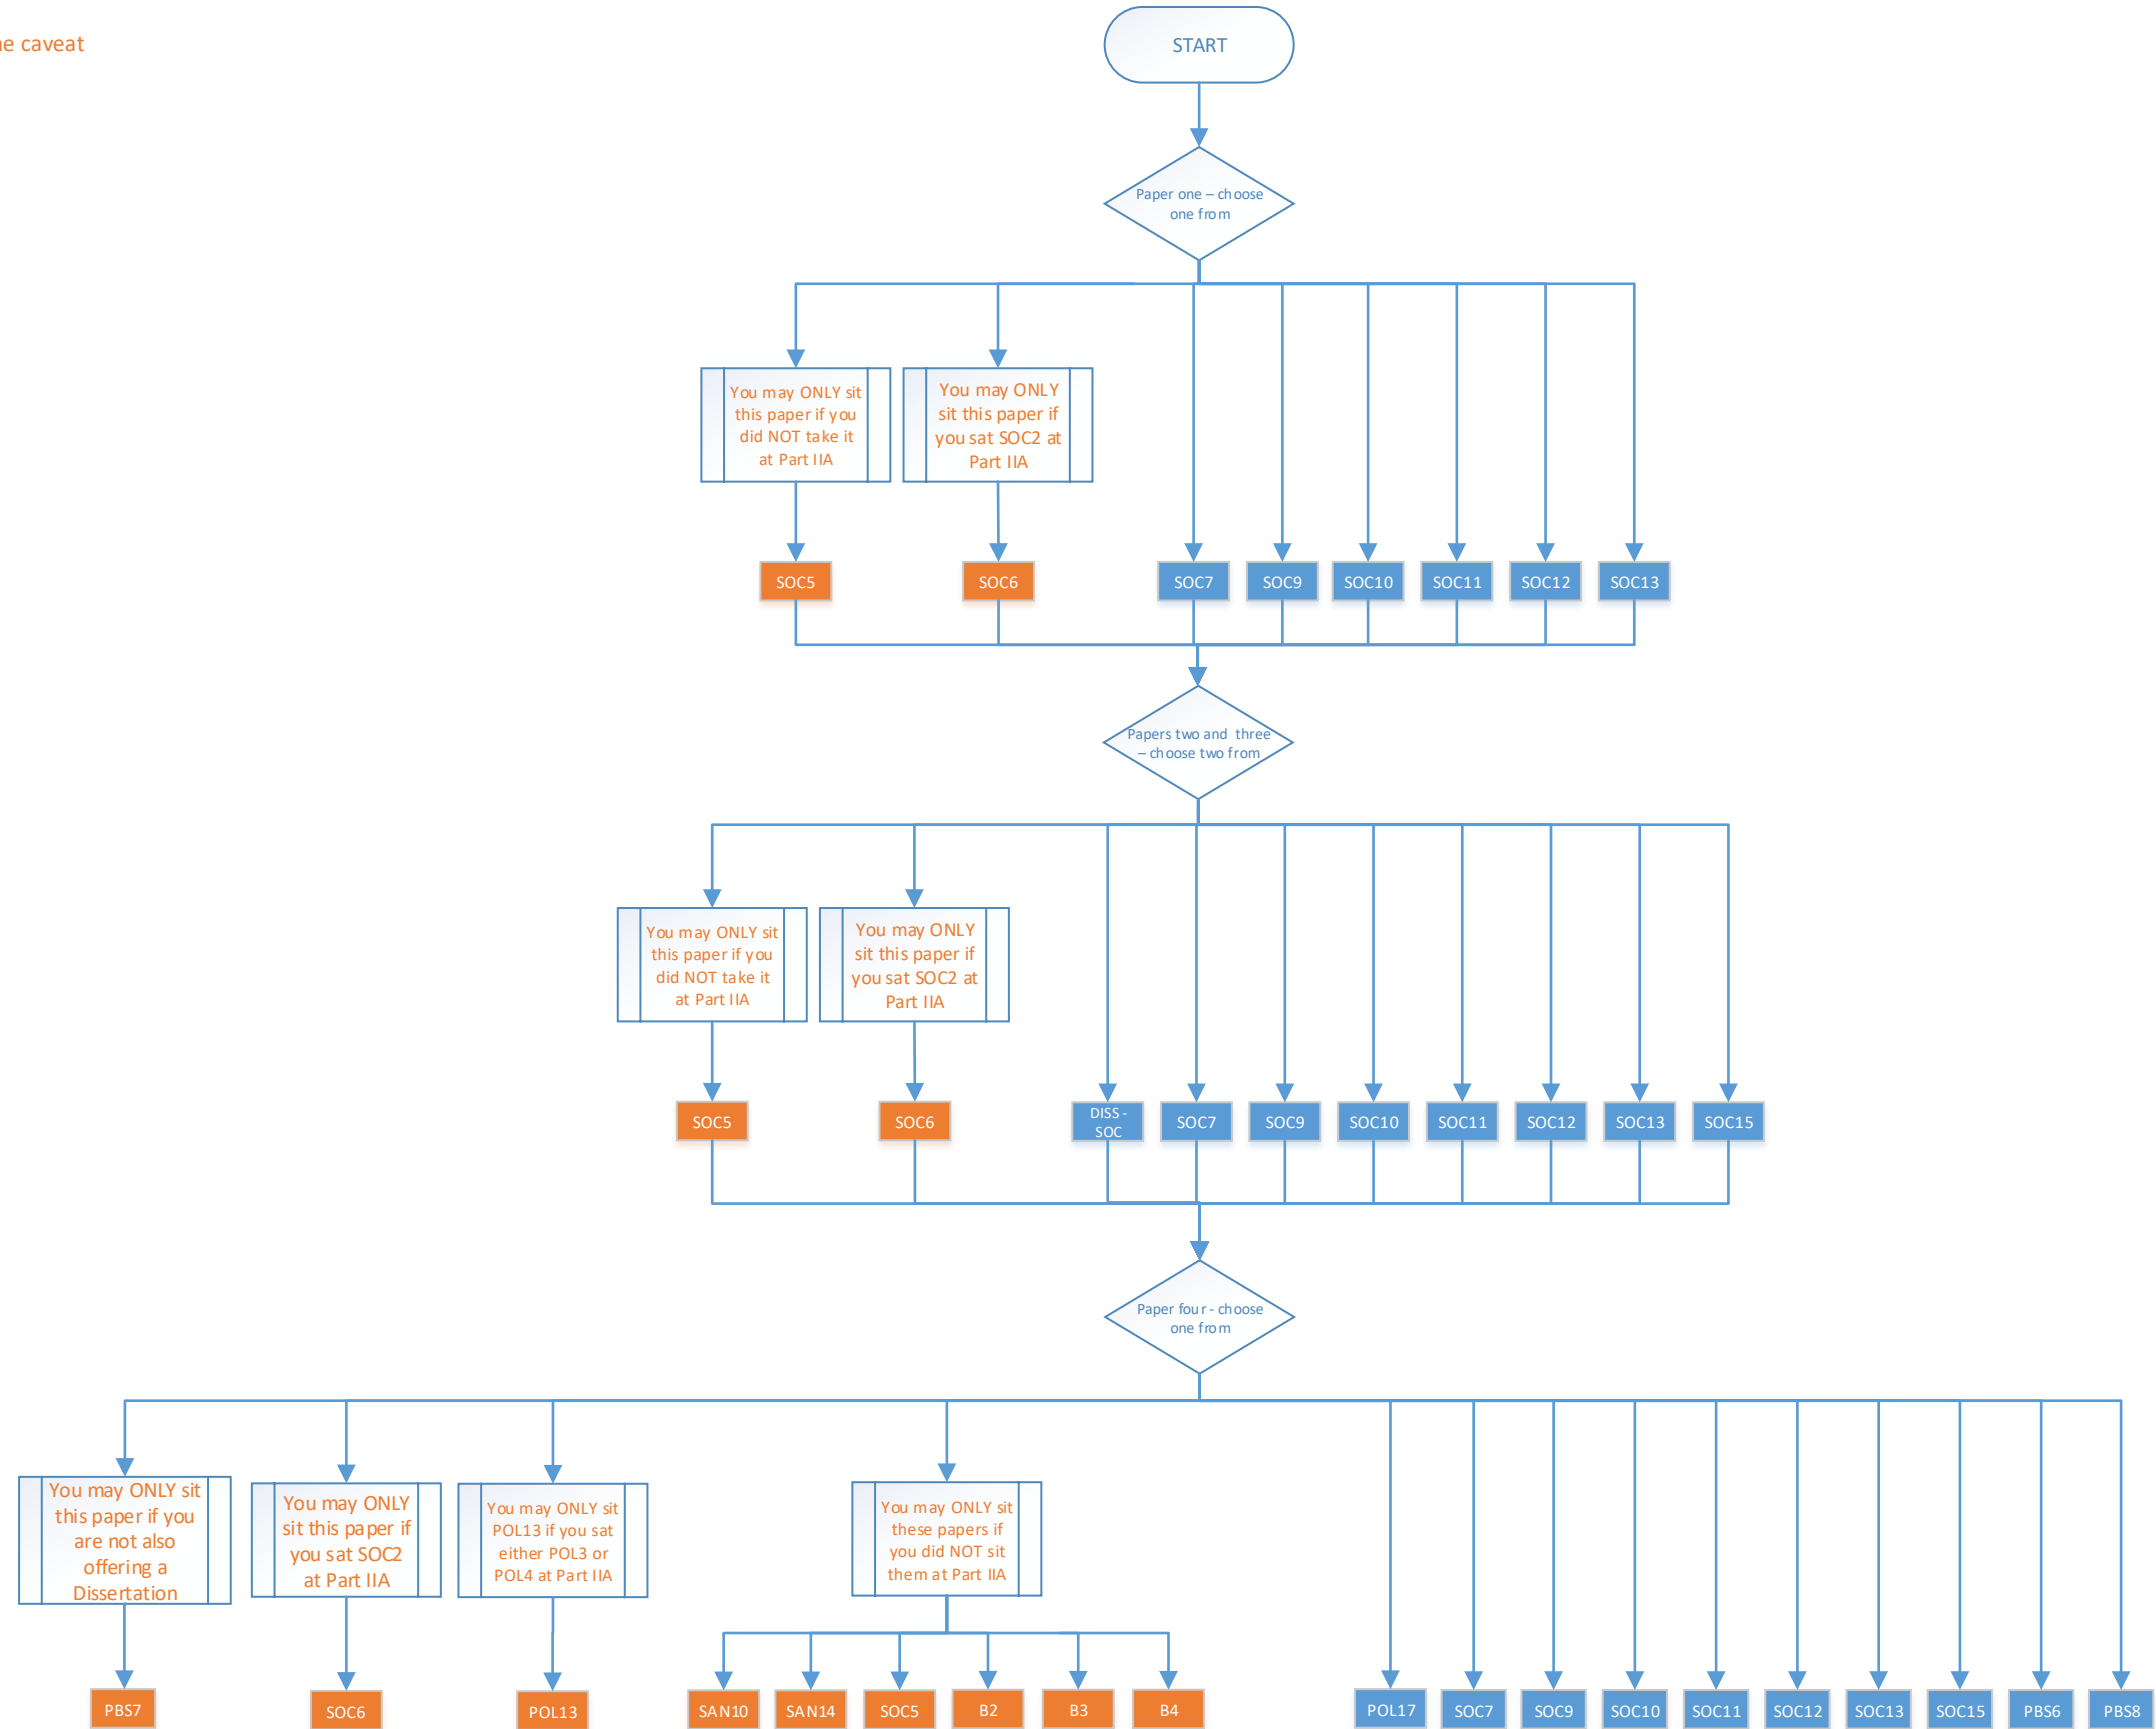 caveat
START
Paper one – choose
one from
You may ONLY sit
this paper if you
did NOT take it
at Part IIA
You may ONLY
sit this paper if
you sat SOC2 at
Part IIA
SOC5
SOC6
SOC7
SOC9
SOC10
SOC11
SOC12
SOC13
Papers two and three
– choose two from
You may ONLY sit
this paper if you
did NOT take it
at Part IIA
You may ONLY
sit this paper if
you sat SOC2 at
Part IIA
SOC5
SOC6
DISS -
SOC
SOC7
SOC9
SOC10
SOC11
SOC12
SOC13
SOC15
Paper four - choose
one from
You may ONLY sit
this paper if you
are not also
offering a
Dissertation
You may ONLY
sit this paper if
you sat SOC2
at Part IIA
You may ONLY sit
POL13 if you sat
either POL3 or
POL4 at Part IIA
You may ONLY sit
these papers if
you did NOT sit
them at Part IIA
PBS7
SOC6
POL13
SAN10
SAN14
SOC5
B2
B3
B4
POL17
SOC7
SOC9
SOC10
SOC11
SOC12
SOC13
SOC15
PBS6
PBS8